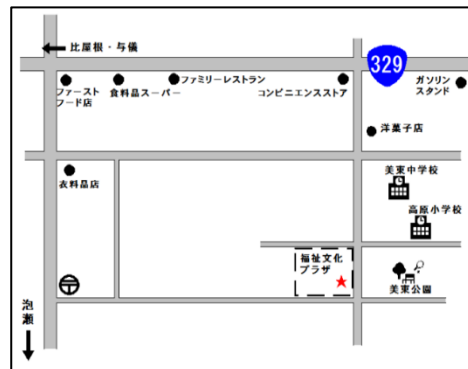 比屋根・与儀
329
ファースト
フード店
食料品スーパー
ファミリーレストラン
コンビニエンスストア
ガソリン
スタンド
洋菓子店
衣料品店
美東中学校
高原小学校
福祉文化
プラザ
美東公園
泡瀬